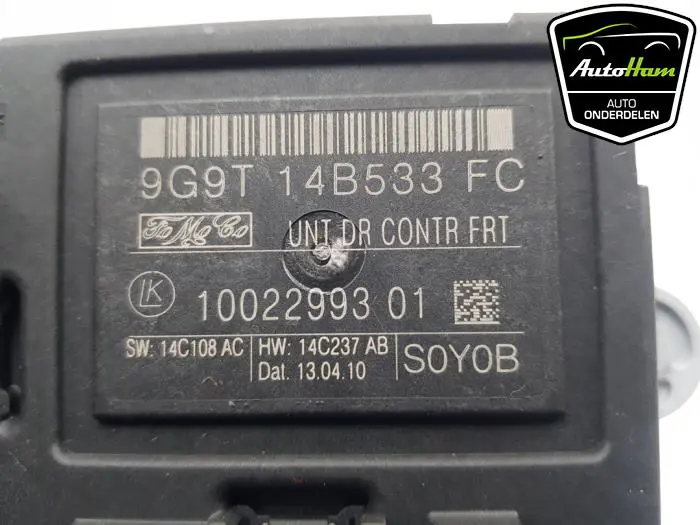 AutoHam
AUTO
ONDERDELEN
9G9T 14B533 FC
FoMoCo
UNT DR CONTR FRT
LK
10022993 01
SW: 14C108 AC
HW: 14C237 AB
Dat. 13.04.10
S0Y0B